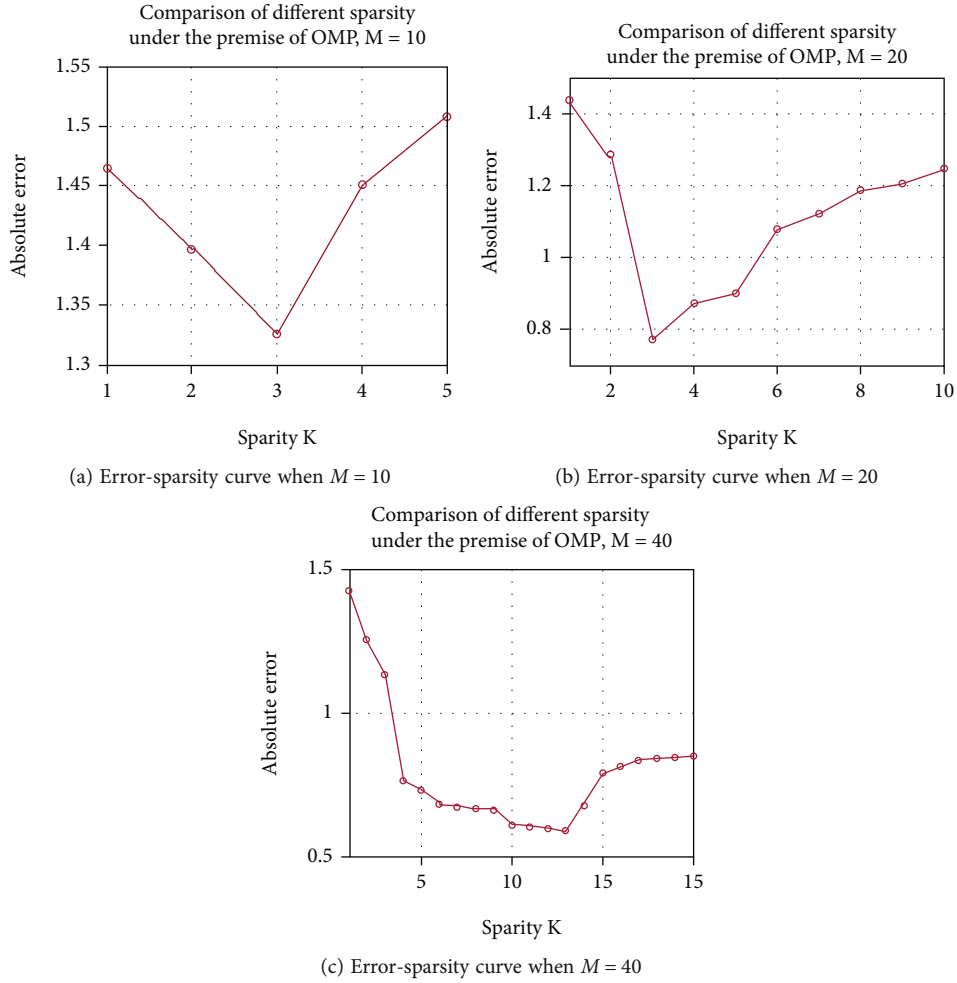 Comparison of different sparsity
under the premise of OMP, M = 10
1.55
1.5
1.45
1.4
1.35
1.3
Absolute error
1 2 3 4 5
Sparity K
(a) Error-sparsity curve when M = 10
Comparison of different sparsity
under the premise of OMP, M = 20
1.4
1.2
1
0.8
Absolute error
2 4 6 8 10
Sparity K
(b) Error-sparsity curve when M = 20
Comparison of different sparsity
under the premise of OMP, M = 40
1.5
1
0.5
Absolute error
5 10 15 15
Sparity K
(c) Error-sparsity curve when M = 40